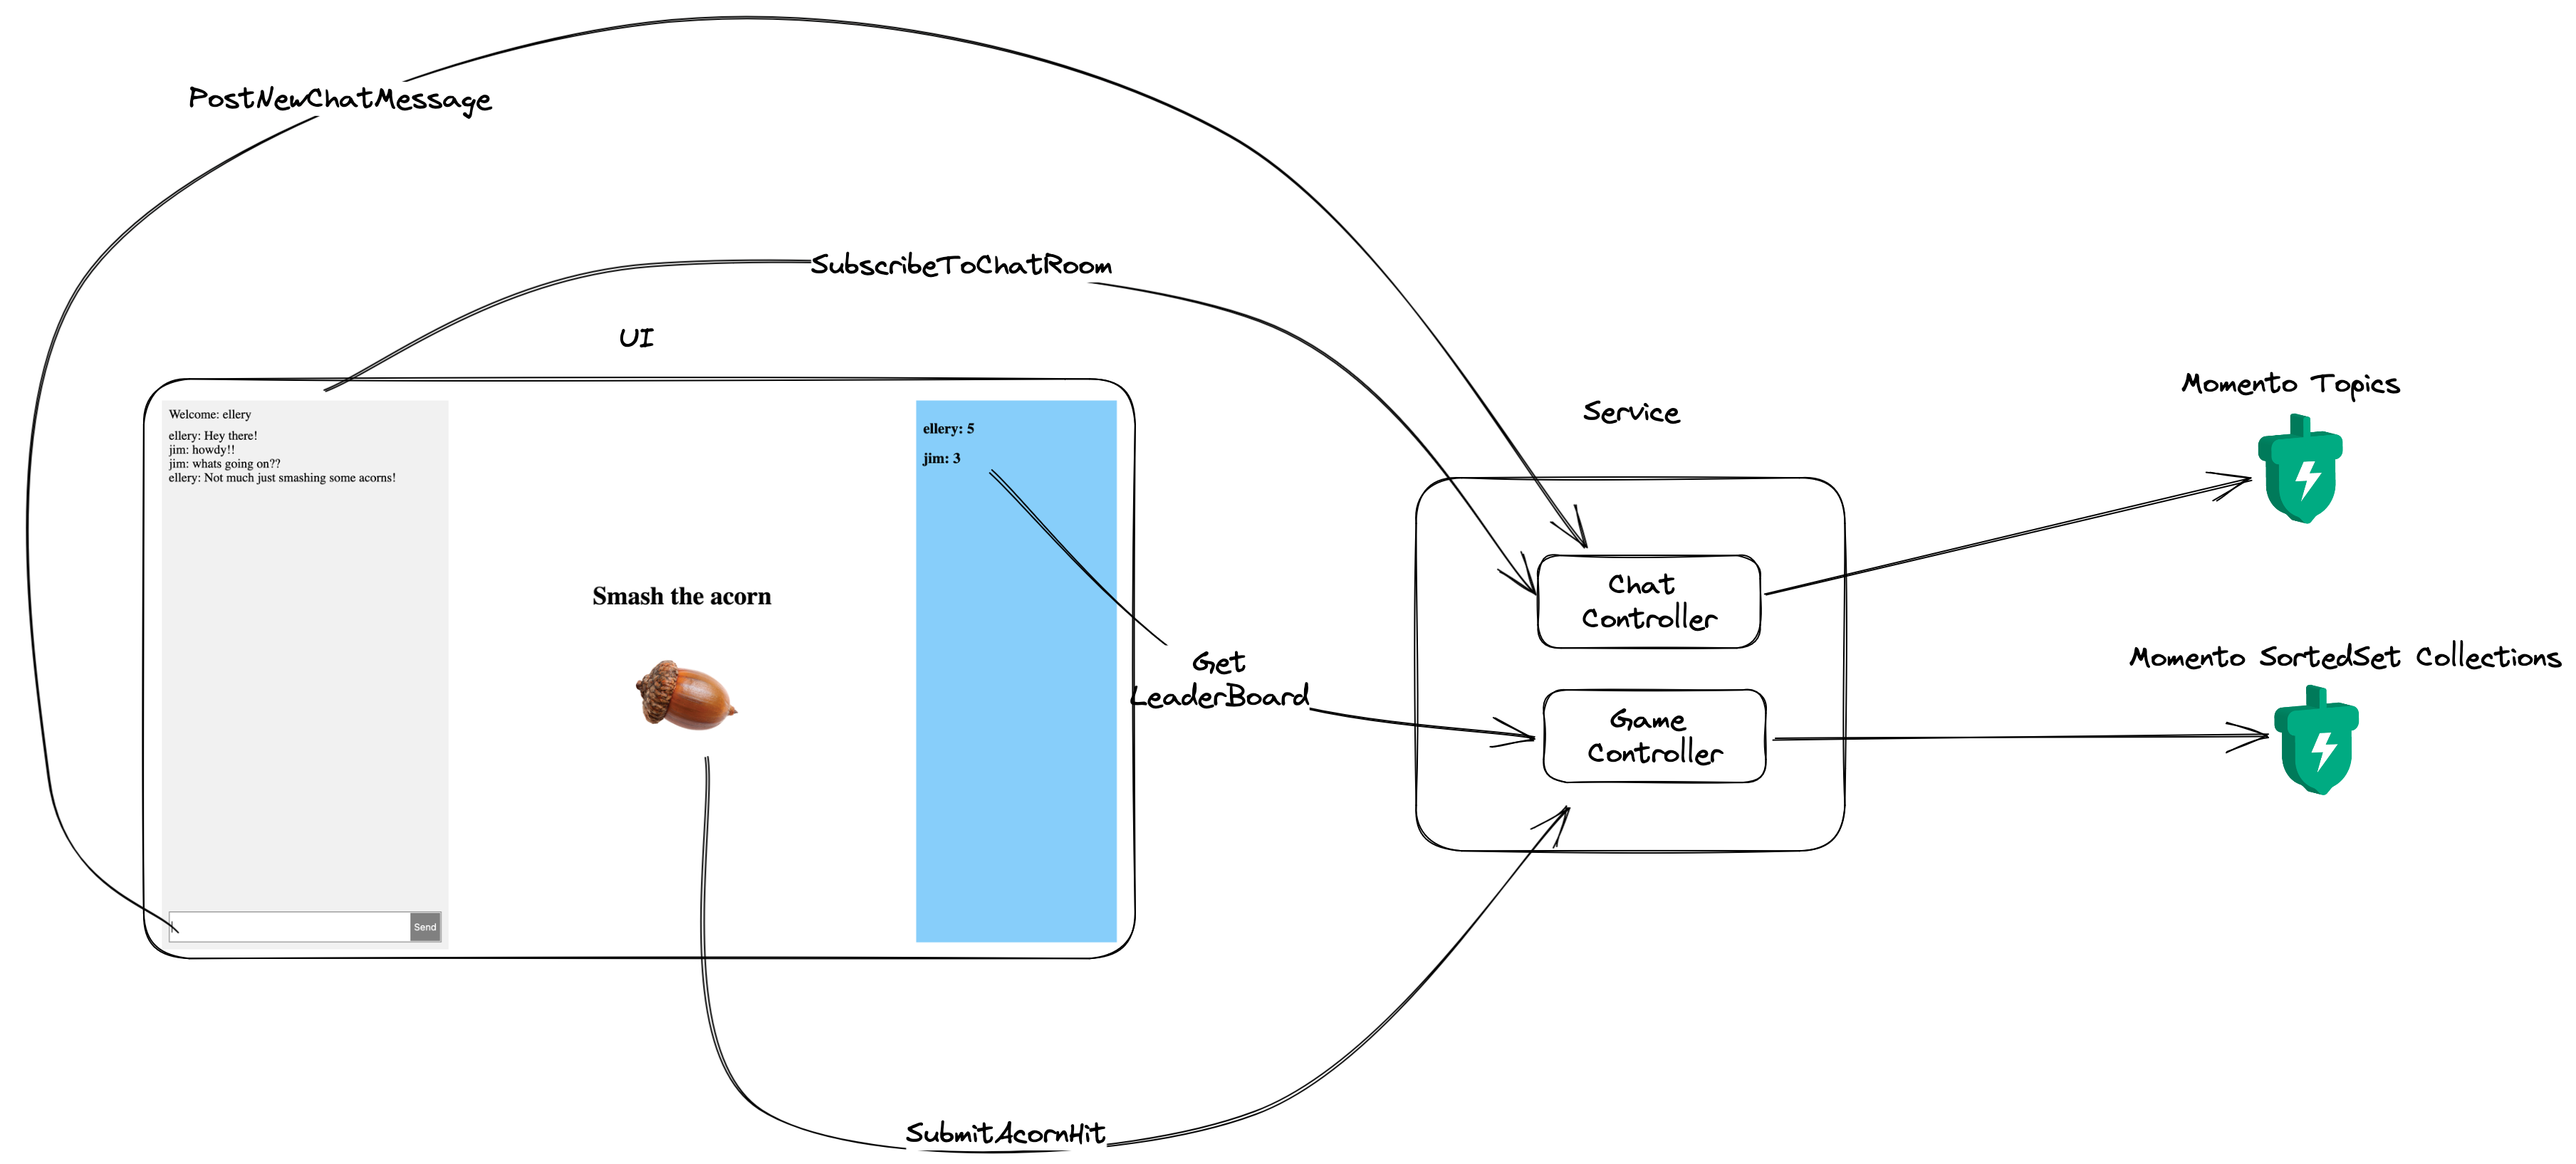 PostNewChatMessage
SubscribeToChatRoom
UI
Welcome: ellery
ellery: Hey there!
jim: howdy!!
jim: whats going on??
ellery: Not much just smashing some acorns!
Send
Smash the acorn
ellery: 5
jim: 3
Get
LeaderBoard
SubmitAcornHit
Service
Chat
Controller
Game
Controller
Momento Topics
Momento SortedSet Collections